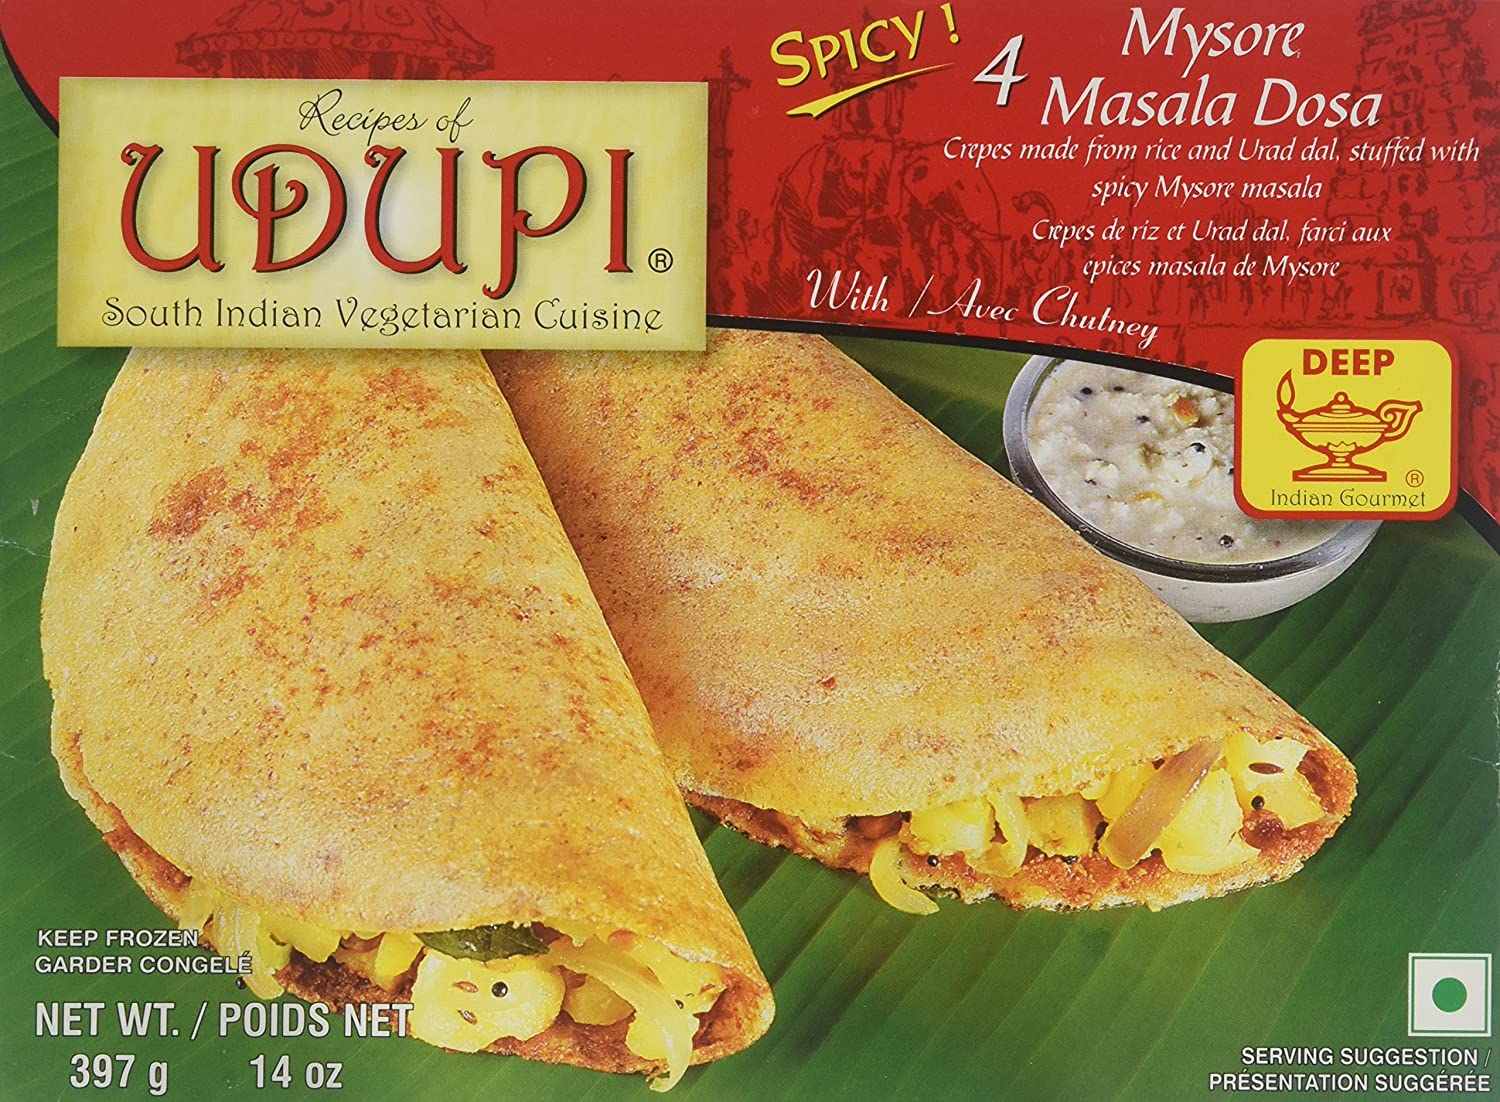 Recipes of
UDUPI®
South Indian Vegetarian Cuisine
SPICY!
4 Mysore
Masala Dosa
Crepes made from rice and Urad dal, stuffed with
spicy Mysore masala
Crêpes de riz et Urad dal, farci aux
epices masala de Mysore
With / Avec Chutney
DEEP
®
Indian Gourmet
KEEP FROZEN
GARDER CONGELÉ
NET WT. / POIDS NET
397 g 14 oz
SERVING SUGGESTION /
PRÉSENTATION SUGGÉRÉE